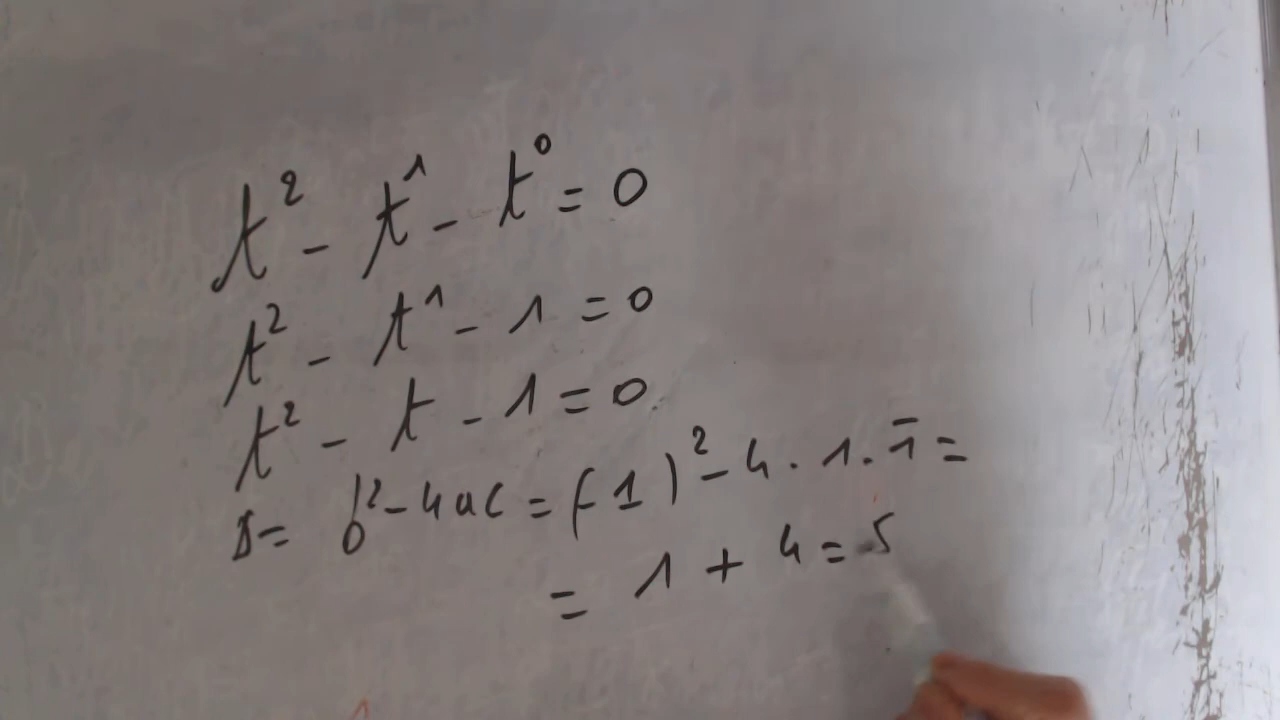 t² - t¹ - t⁰ = 0
t² - t¹ - 1 = 0
t² - t - 1 = 0
Δ = b² - 4ac = (-1)² - 4 . 1 . -1 =
= 1 + 4 = 5